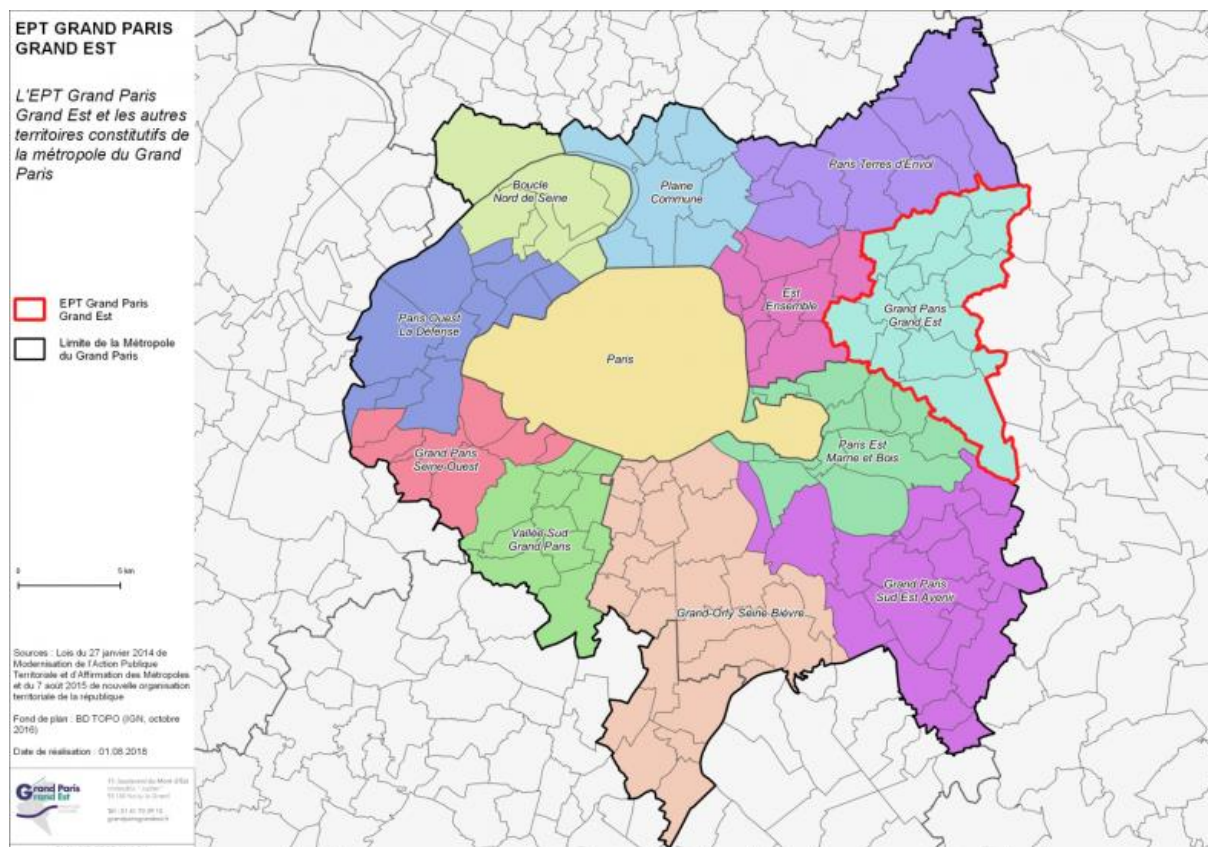 EPT GRAND PARIS
GRAND EST
L'EPT Grand Paris
Grand Est et les autres
territoires constitutifs de
la métropole du Grand
Paris
EPT Grand Paris
Grand Est
Limite de la Métropole
du Grand Paris
0 5 km
Sources : Lois du 27 janvier 2014 de
Modernisation de l'Action Publique
Territoriale et d'Affirmation des Métropoles
et du 7 août 2015 de nouvelle organisation
territoriale de la république
Fond de plan : BD TOPO (IGN, octobre
2016)
Date de réalisation : 01.08.2018
Grand Paris
Grand Est
Paris Terres d'Envol
Boucle
Nord de Seine
Plaine
Commune
Est
Ensemble
Grand Paris
Grand Est
Paris Ouest
La Défense
Paris
Paris Est
Marne et Bois
Grand Paris
Seine Ouest
Vallée Sud
Grand Paris
Grand Paris
Sud Est Avenir
Grand-Orly Seine Bièvre